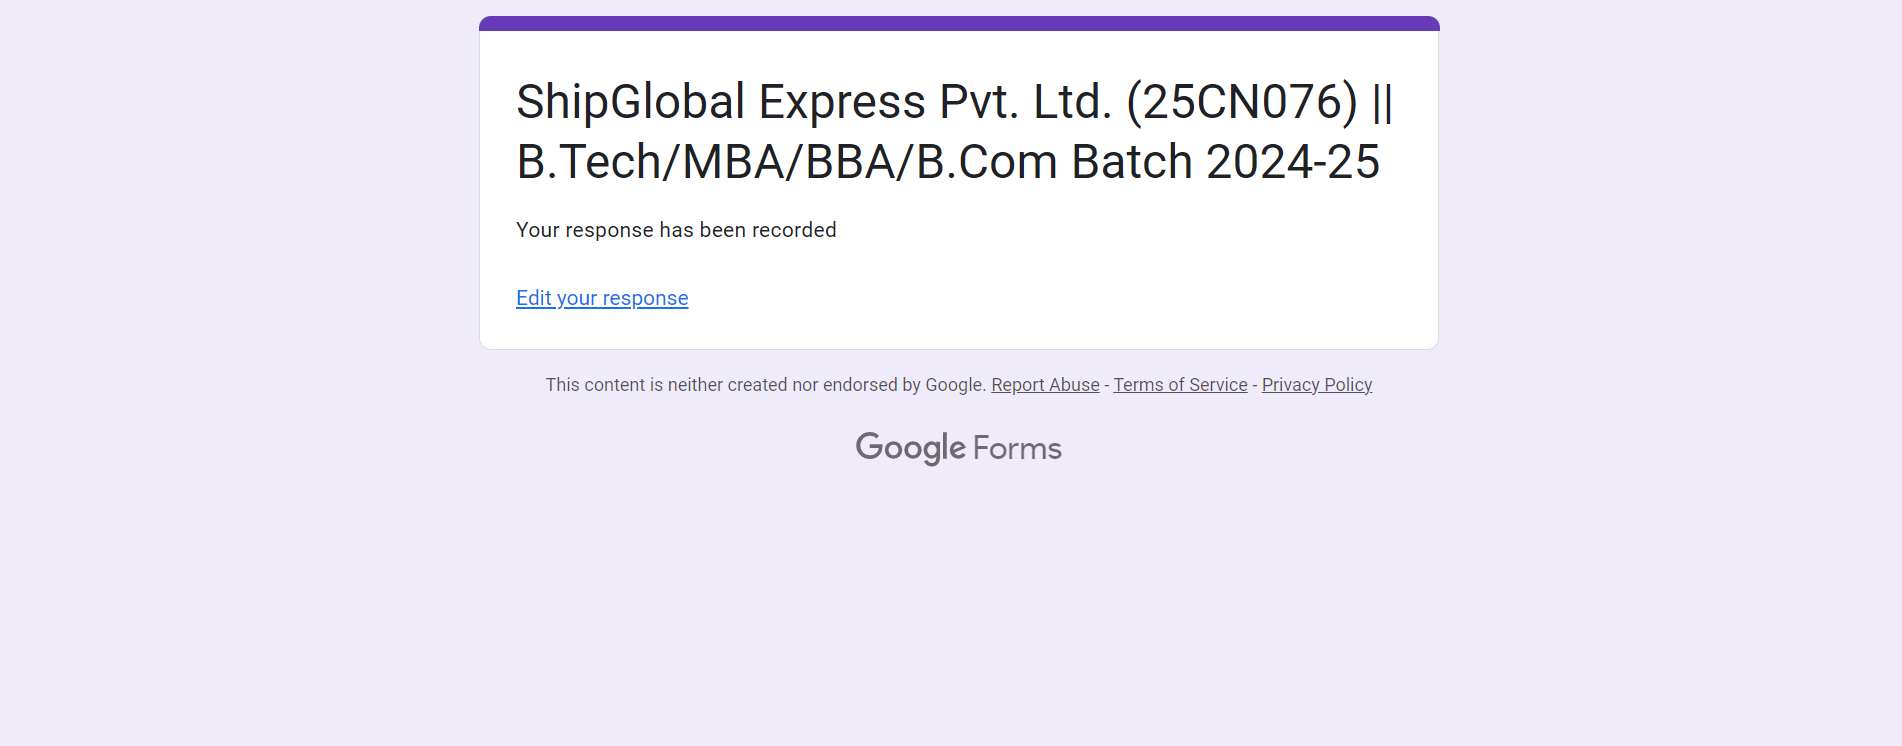 ShipGlobal Express Pvt. Ltd. (25CN076) ||
B.Tech/MBA/BBA/B.Com Batch 2024-25
Your response has been recorded
Edit your response
This content is neither created nor endorsed by Google. Report Abuse - Terms of Service - Privacy Policy
Google Forms